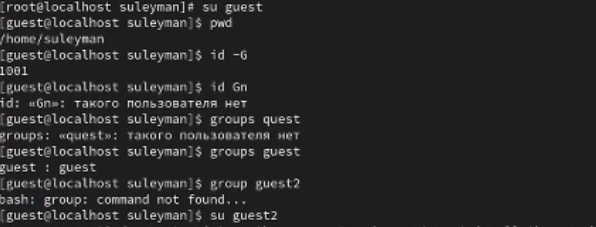 [root@localhost suleyman]# su guest
[guest@localhost suleyman]$ pwd
/home/suleyman
[guest@localhost suleyman]$ id -G
1001
[guest@localhost suleyman]$ id Gn
id: «Gn»: такого пользователя нет
[guest@localhost suleyman]$ groups quest
groups: «quest»: такого пользователя нет
[guest@localhost suleyman]$ groups guest
guest : guest
[guest@localhost suleyman]$ group guest2
bash: group: command not found...
[guest@localhost suleyman]$ su guest2